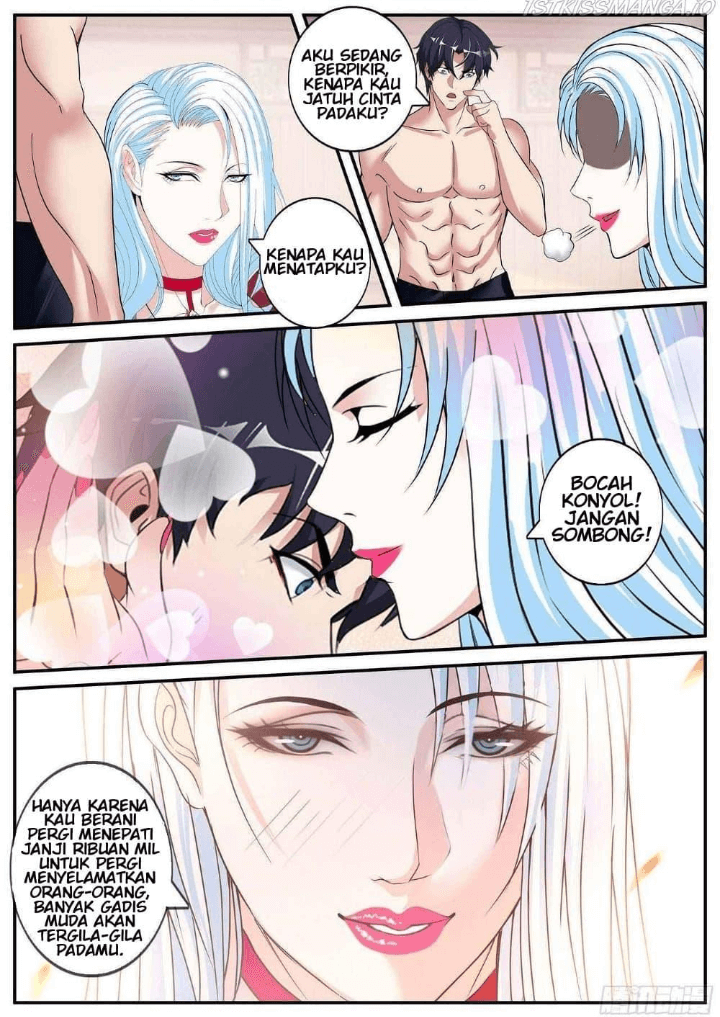 1STKISSMANGA.IO
KENAPA KAU
MENATAPKU?
AKU SEDANG
BERPIKIR,
KENAPA KAU
JATUH CINTA
PADAKU?
BOCAH
KONYOL!
JANGAN
SOMBONG!
HANYA KARENA
KAU BERANI
PERGI MENEPATI
JANJI RIBUAN MIL
UNTUK PERGI
MENYELAMATKAN
ORANG-ORANG,
BANYAK GADIS
MUDA AKAN
TERGILA-GILA
PADAMU.